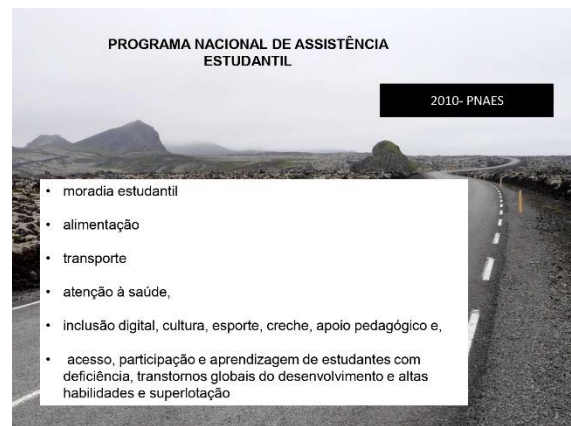 PROGRAMA NACIONAL DE ASSISTÊNCIA
ESTUDANTIL
2010- PNAES
• moradia estudantil
• alimentação
• transporte
• atenção à saúde,
• inclusão digital, cultura, esporte, creche, apoio pedagógico e,
• acesso, participação e aprendizagem de estudantes com
deficiência, transtornos globais do desenvolvimento e altas
habilidades e superlotação